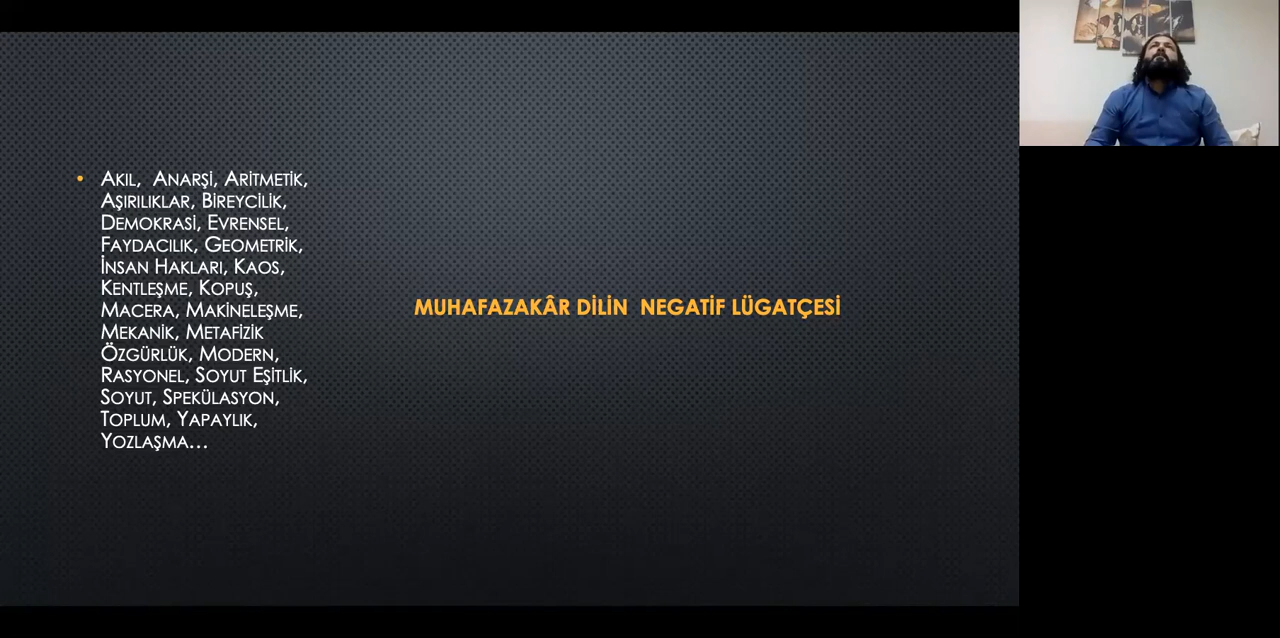 • Akıl,  Anarşi, Aritmetik,
Aşırılıklar, Bireycilik,
Demokrasi, Evrensel,
Faydacılık, Geometrik,
İnsan Hakları, Kaos,
Kentleşme, Kopuş,
Macera, Makineleşme,
Mekanik, Metafizik
Özgürlük, Modern,
Rasyonel, Soyut Eşitlik,
Soyut, Spekülasyon,
Toplum, Yapaylık,
Yozlaşma…
MUHAFAZAKÂR DİLİN  NEGATİF LÜGATÇESİ